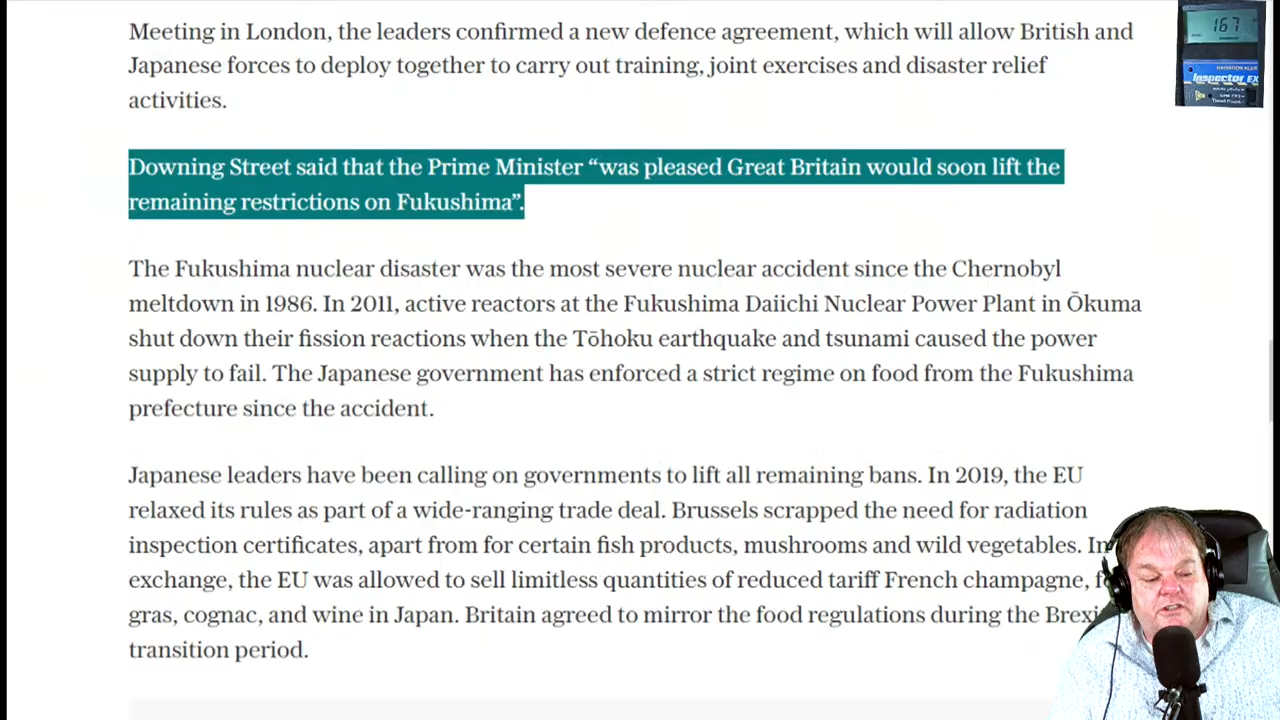 Meeting in London, the leaders confirmed a new defence agreement, which will allow British and
Japanese forces to deploy together to carry out training, joint exercises and disaster relief
activities.
Downing Street said that the Prime Minister “was pleased Great Britain would soon lift the
remaining restrictions on Fukushima”.
The Fukushima nuclear disaster was the most severe nuclear accident since the Chernobyl
meltdown in 1986. In 2011, active reactors at the Fukushima Daiichi Nuclear Power Plant in Ōkuma
shut down their fission reactions when the Tōhoku earthquake and tsunami caused the power
supply to fail. The Japanese government has enforced a strict regime on food from the Fukushima
prefecture since the accident.
Japanese leaders have been calling on governments to lift all remaining bans. In 2019, the EU
relaxed its rules as part of a wide-ranging trade deal. Brussels scrapped the need for radiation
inspection certificates, apart from for certain fish products, mushrooms and wild vegetables. In
exchange, the EU was allowed to sell limitless quantities of reduced tariff French champagne,
gras, cognac, and wine in Japan. Britain agreed to mirror the food regulations during the
transition period.
167
RADIATION ALERT
Inspector EX